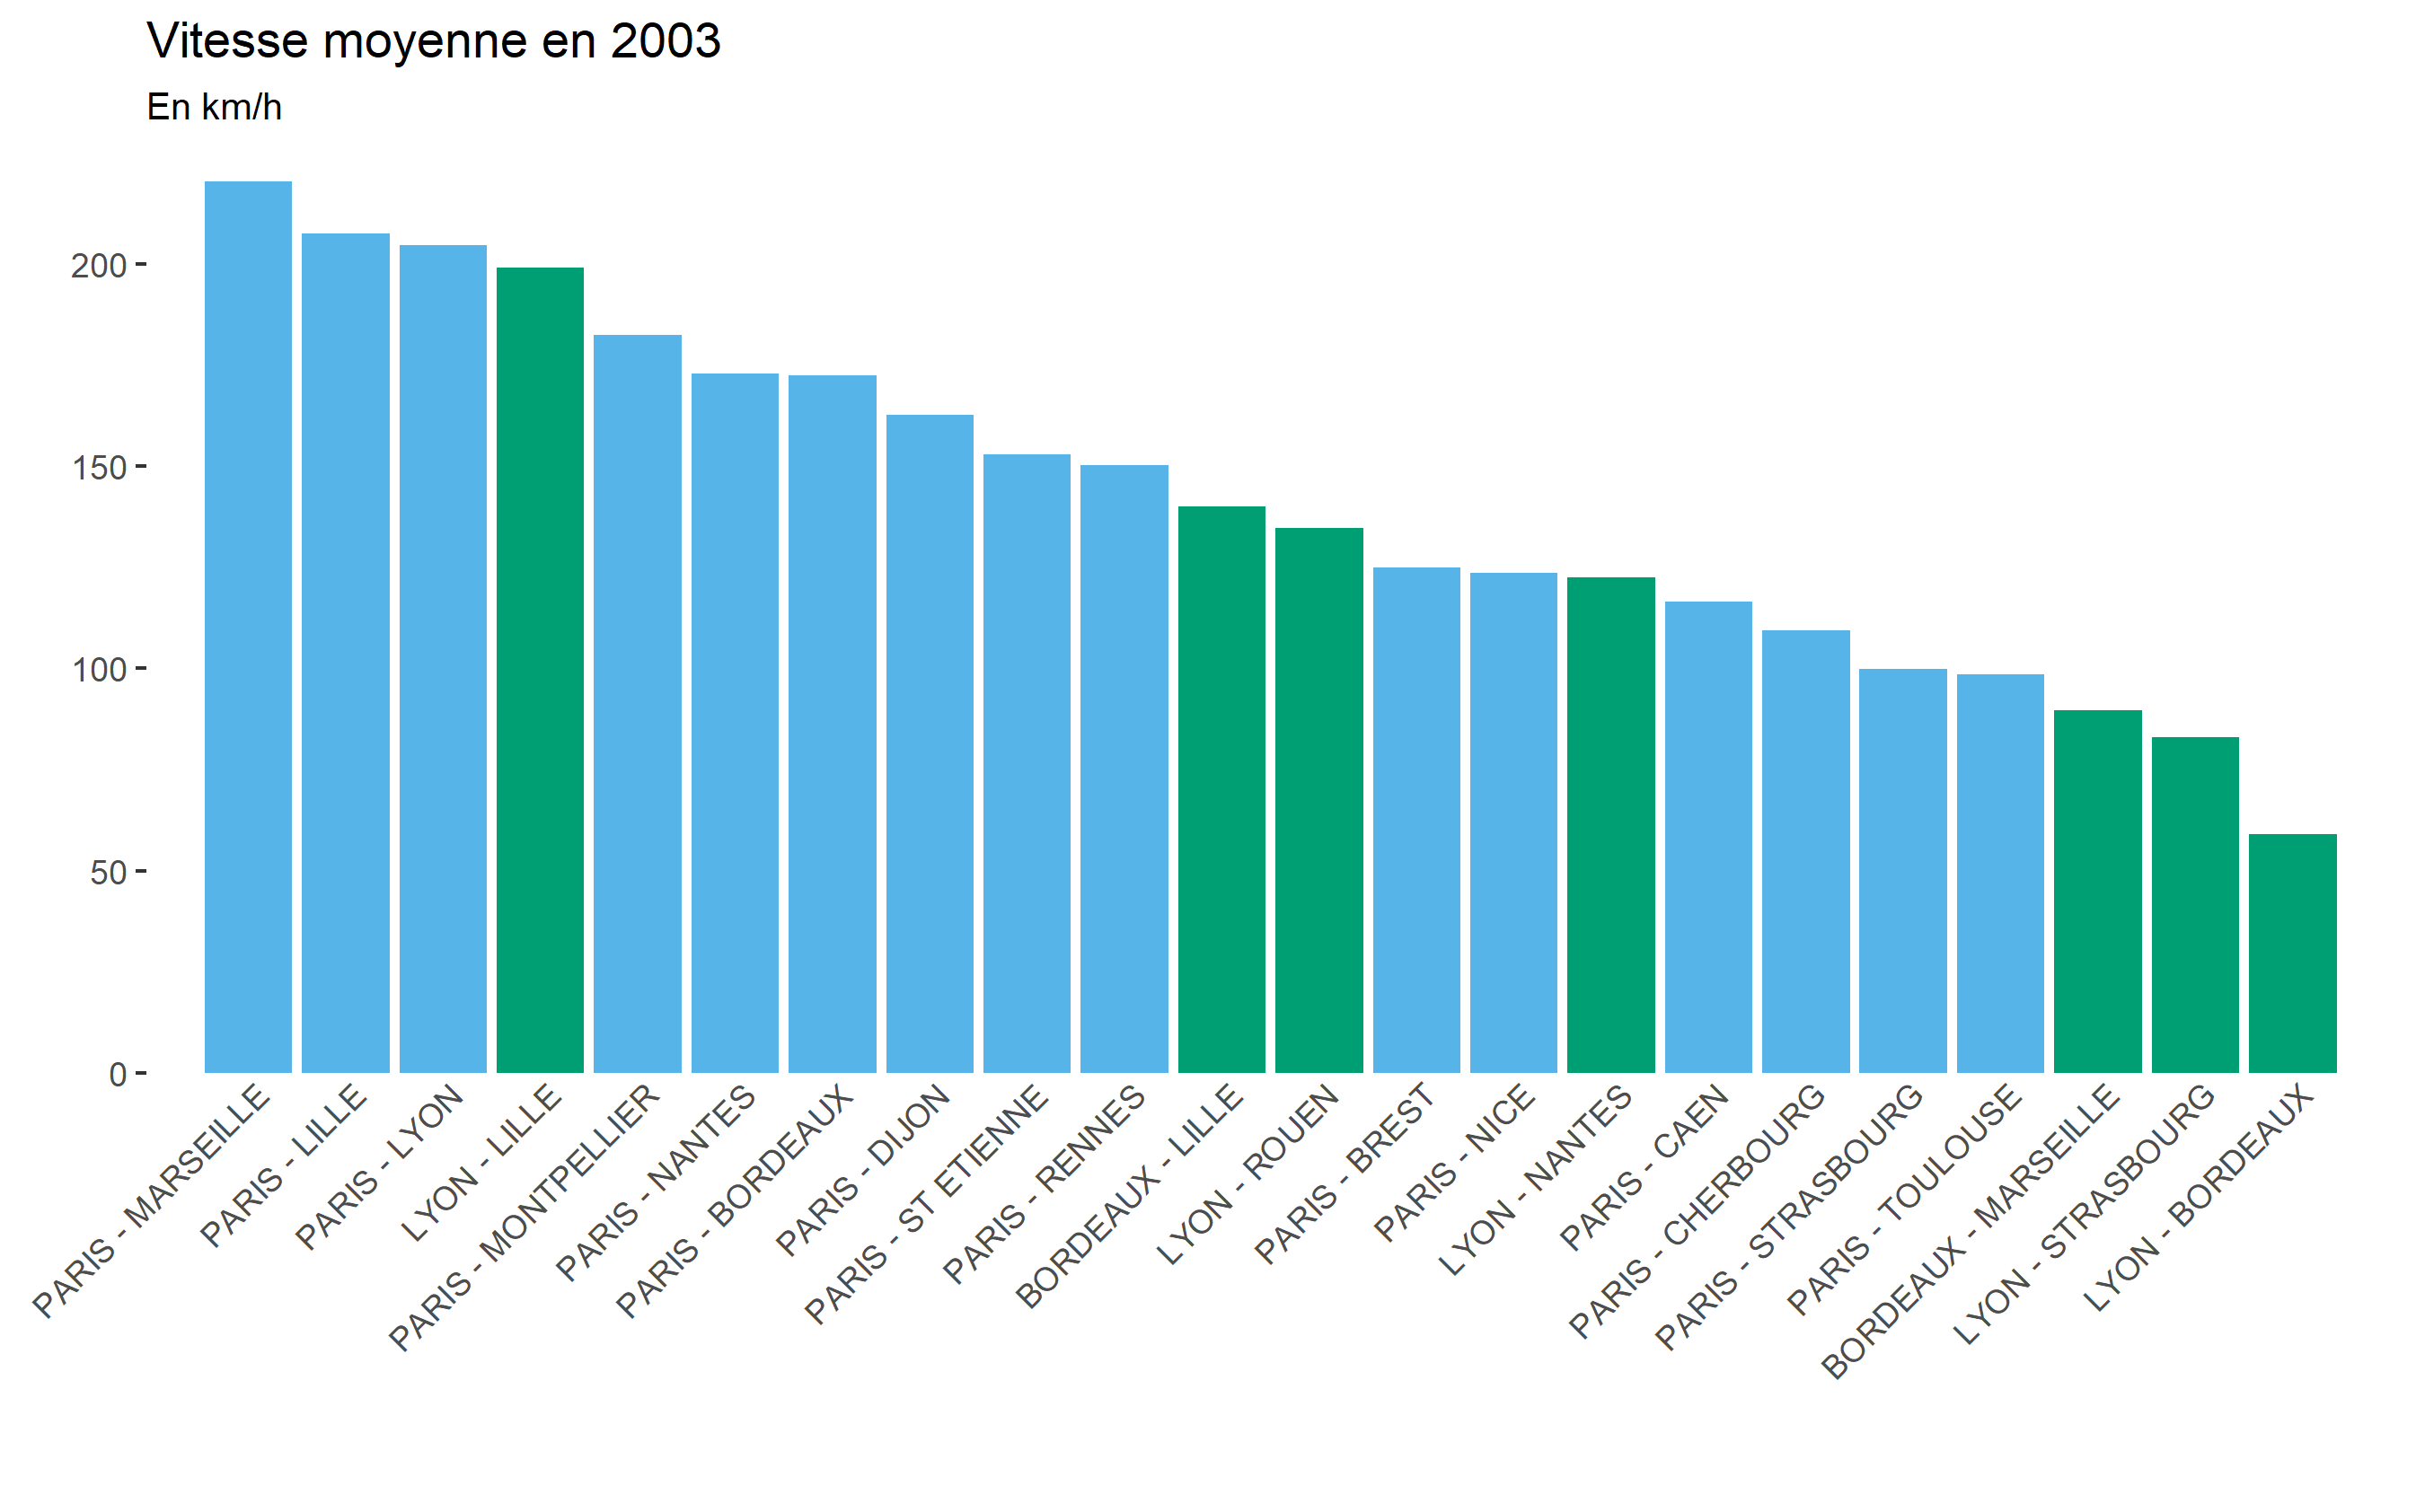 Vitesse moyenne en 2003
En km/h
200
150
100
50
0
PARIS - MARSEILLE
PARIS - LILLE
PARIS - LYON
LYON - LILLE
PARIS - MONTPELLIER
PARIS - NANTES
PARIS - BORDEAUX
PARIS - DIJON
PARIS - ST ETIENNE
PARIS - RENNES
BORDEAUX - LILLE
LYON - ROUEN
PARIS - BREST
PARIS - NICE
LYON - NANTES
PARIS - CAEN
PARIS - CHERBOURG
PARIS - STRASBOURG
PARIS - TOULOUSE
BORDEAUX - MARSEILLE
LYON - STRASBOURG
LYON - BORDEAUX